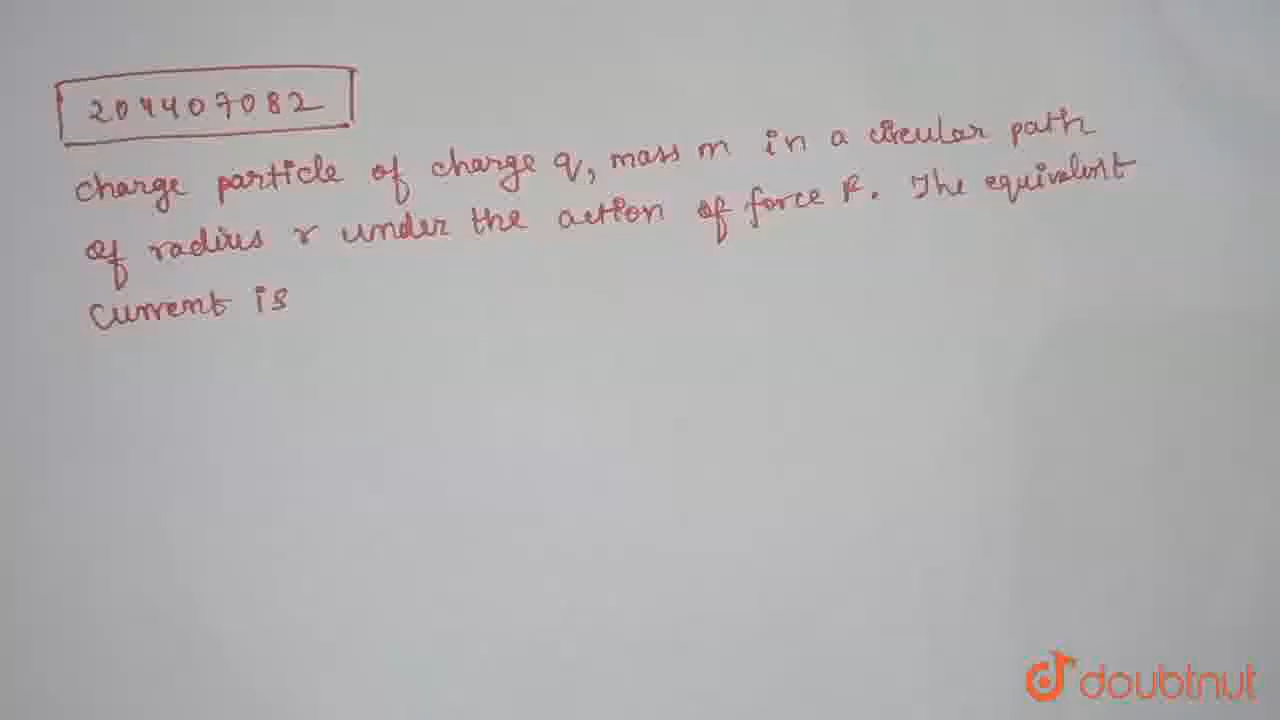 204407082
charge particle of charge q, mass m in a circular path
of radius r under the action of force F. The equivalent
current is
doubtnut